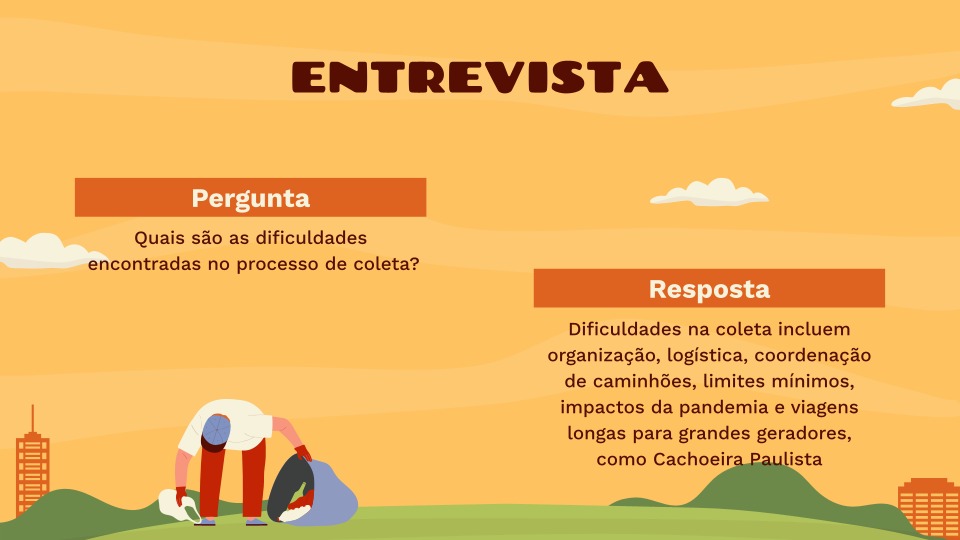 ENTREVISTA
Pergunta
Quais são as dificuldades
encontradas no processo de coleta?
Resposta
Dificuldades na coleta incluem
organização, logística, coordenação
de caminhões, limites mínimos,
impactos da pandemia e viagens
longas para grandes geradores,
como Cachoeira Paulista